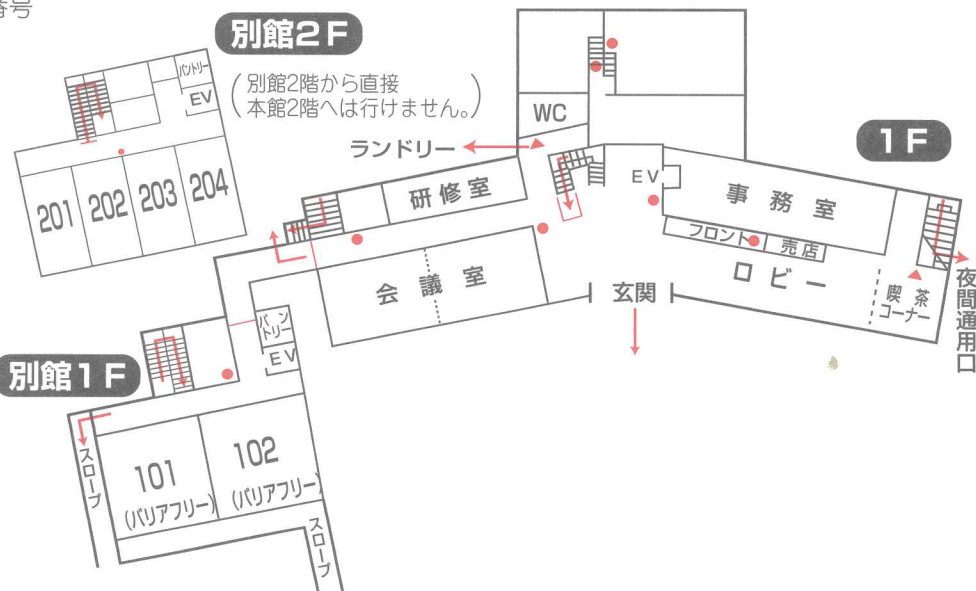 番号
別館2F
(別館2階から直接
本館2階へは行けません。)
パントリー
EV
201
202
203
204
WC
ランドリー
研修室
EV
1F
事務室
フロント
売店
ロビー
喫茶
コーナー
夜間通用口
会議室
玄関
パン
トリー
EV
別館1F
101
(バリアフリー)
102
(バリアフリー)
スロープ
スロープ